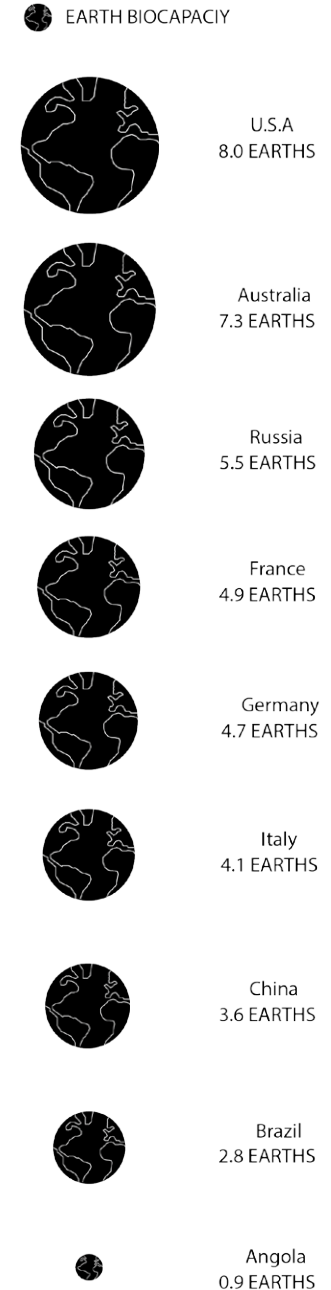 EARTH BIOCAPACIY
U.S.A
8.0 EARTHS
Australia
7.3 EARTHS
Russia
5.5 EARTHS
France
4.9 EARTHS
Germany
4.7 EARTHS
Italy
4.1 EARTHS
China
3.6 EARTHS
Brazil
2.8 EARTHS
Angola
0.9 EARTHS